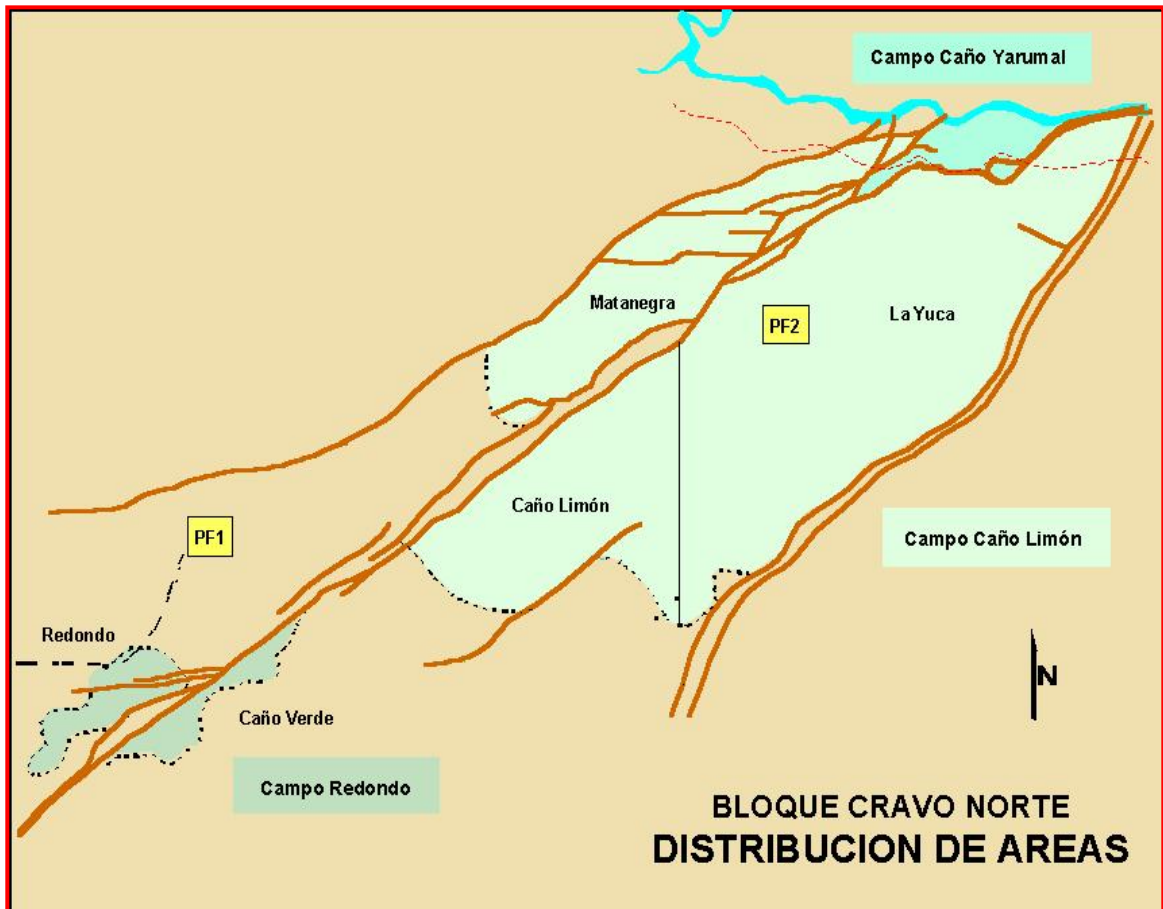 Campo Caño Yarumal
Matanegra
PF2
La Yuca
Caño Limón
PF1
Campo Caño Limón
Redondo
N
Caño Verde
Campo Redondo
BLOQUE CRAVO NORTE
DISTRIBUCION DE AREAS